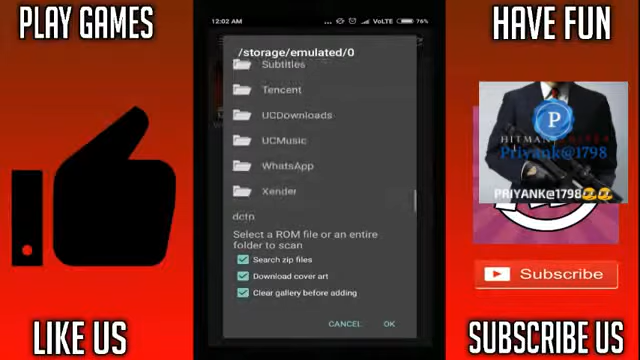 PLAY GAMES
HAVE FUN
12:02 AM
... VoLTE 76%
/storage/emulated/0
Subtitles
Tencent
UCDownloads
UCMusic
WhatsApp
Xender
dctp
Select a ROM file or an entire
folder to scan
Search zip files
Download cover art
Clear gallery before adding
CANCEL OK
P
HITMAN
Priyank@1798
PRIYANK@1798
Subscribe
LIKE US
SUBSCRIBE US